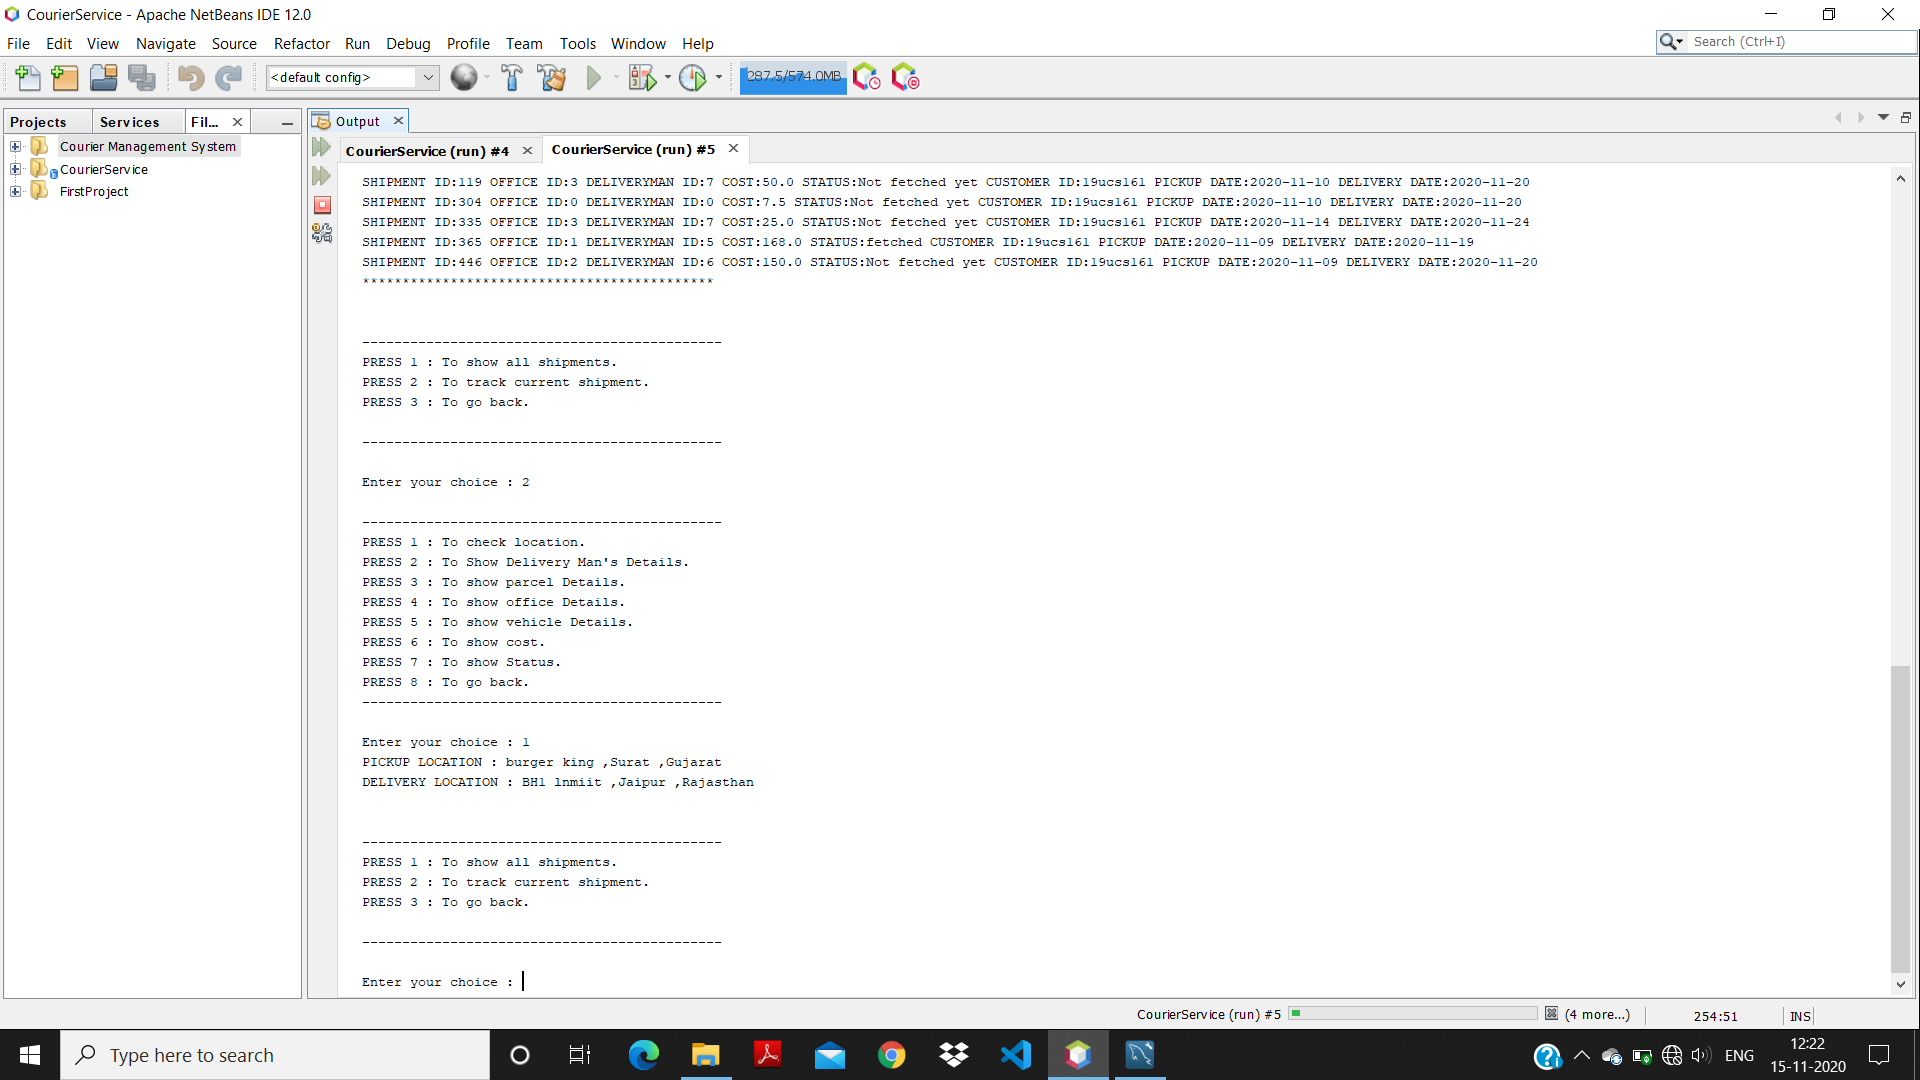 CourierService - Apache NetBeans IDE 12.0
File Edit View Navigate Source Refactor Run Debug Profile Team Tools Window Help
Search (Ctrl+I)
<default config>
287.5/574.0MB
Projects Services Fil...
Courier Management System
CourierService
FirstProject
Output
CourierService (run) #4 CourierService (run) #5
SHIPMENT ID:119 OFFICE ID:3 DELIVERYMAN ID:7 COST:50.0 STATUS:Not fetched yet CUSTOMER ID:19ucs161 PICKUP DATE:2020-11-10 DELIVERY DATE:2020-11-20
SHIPMENT ID:304 OFFICE ID:0 DELIVERYMAN ID:0 COST:7.5 STATUS:Not fetched yet CUSTOMER ID:19ucs161 PICKUP DATE:2020-11-10 DELIVERY DATE:2020-11-20
SHIPMENT ID:335 OFFICE ID:3 DELIVERYMAN ID:7 COST:25.0 STATUS:Not fetched yet CUSTOMER ID:19ucs161 PICKUP DATE:2020-11-14 DELIVERY DATE:2020-11-24
SHIPMENT ID:365 OFFICE ID:1 DELIVERYMAN ID:5 COST:168.0 STATUS:fetched CUSTOMER ID:19ucs161 PICKUP DATE:2020-11-09 DELIVERY DATE:2020-11-19
SHIPMENT ID:446 OFFICE ID:2 DELIVERYMAN ID:6 COST:150.0 STATUS:Not fetched yet CUSTOMER ID:19ucs161 PICKUP DATE:2020-11-09 DELIVERY DATE:2020-11-20
********************************************
---------------------------------------------
PRESS 1 : To show all shipments.
PRESS 2 : To track current shipment.
PRESS 3 : To go back.
---------------------------------------------
Enter your choice : 2
---------------------------------------------
PRESS 1 : To check location.
PRESS 2 : To Show Delivery Man's Details.
PRESS 3 : To show parcel Details.
PRESS 4 : To show office Details.
PRESS 5 : To show vehicle Details.
PRESS 6 : To show cost.
PRESS 7 : To show Status.
PRESS 8 : To go back.
---------------------------------------------
Enter your choice : 1
PICKUP LOCATION : burger king ,Surat ,Gujarat
DELIVERY LOCATION : BH1 lnmiit ,Jaipur ,Rajasthan
---------------------------------------------
PRESS 1 : To show all shipments.
PRESS 2 : To track current shipment.
PRESS 3 : To go back.
---------------------------------------------
Enter your choice :
CourierService (run) #5 (4 more...) 254:51 INS
Type here to search
ENG
12:22
15-11-2020